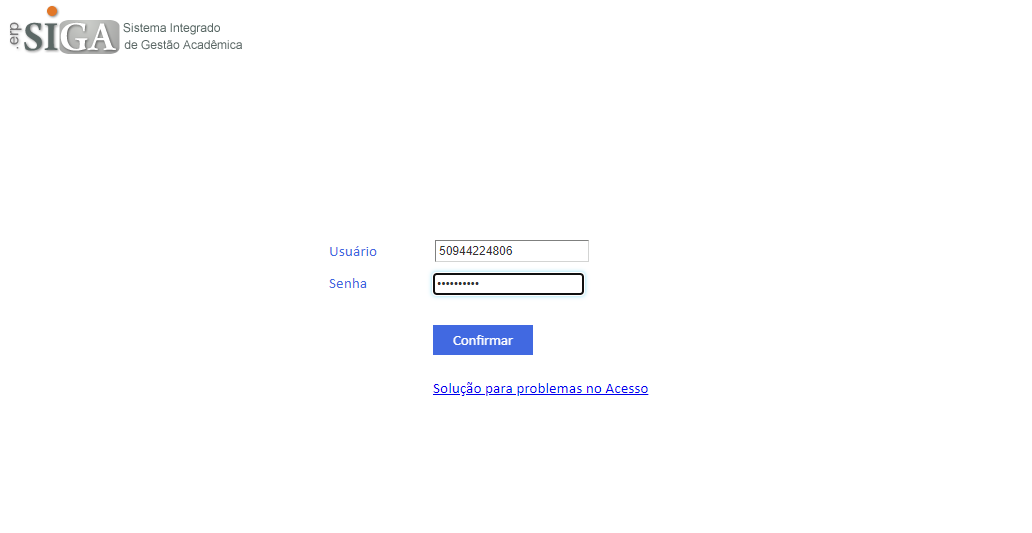 .erp
SIGA
Sistema Integrado
de Gestão Acadêmica
Usuário 50944224806
Senha ••••••••••
Confirmar
Solução para problemas no Acesso